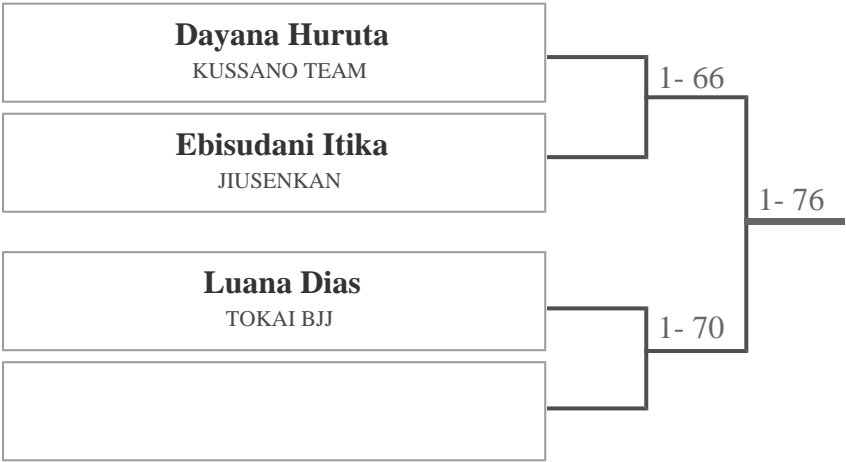 Dayana Huruta
KUSSANO TEAM
1- 66
Ebisudani Itika
JIUSENKAN
1- 76
Luana Dias
TOKAI BJJ
1- 70